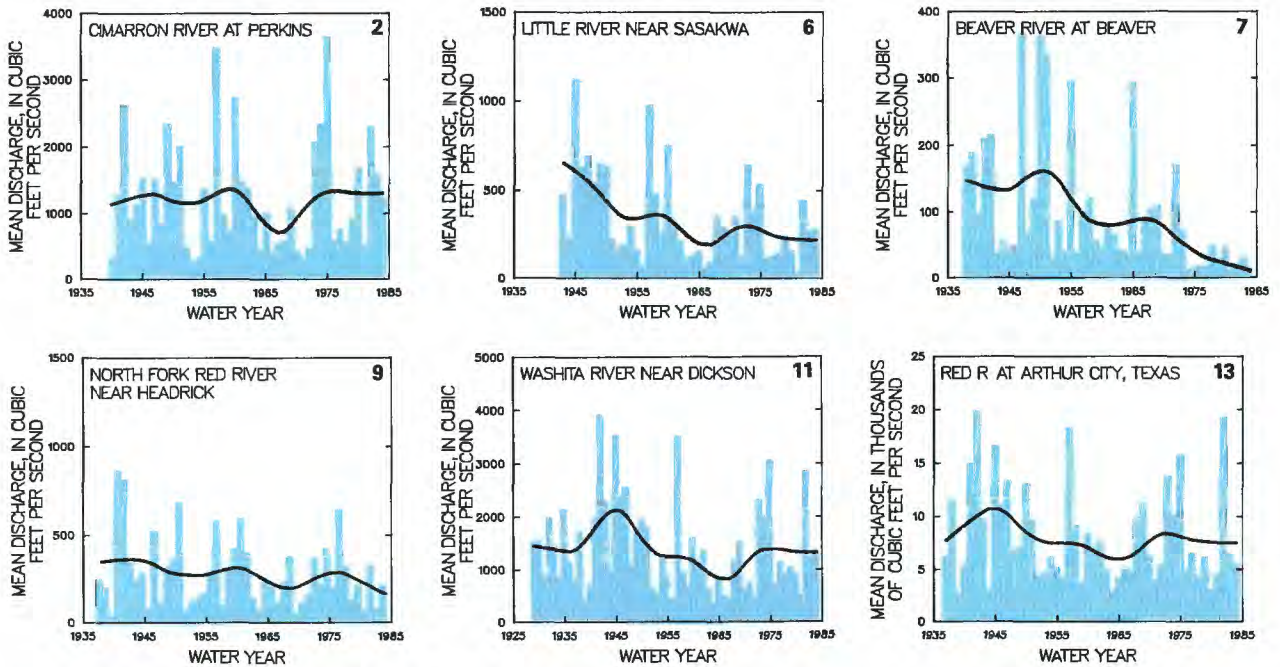 CIMARRON RIVER AT PERKINS 2
MEAN DISCHARGE, IN CUBIC
FEET PER SECOND
4000
3000
2000
1000
0
1935 1945 1955 1965 1975 1985
WATER YEAR
LITTLE RIVER NEAR SASAKWA 6
MEAN DISCHARGE, IN CUBIC
FEET PER SECOND
1500
1000
500
0
1935 1945 1955 1965 1975 1985
WATER YEAR
BEAVER RIVER AT BEAVER 7
MEAN DISCHARGE, IN CUBIC
FEET PER SECOND
400
300
200
100
0
1935 1945 1955 1965 1975 1985
WATER YEAR
NORTH FORK RED RIVER 9
NEAR HEADRICK
MEAN DISCHARGE, IN CUBIC
FEET PER SECOND
1500
1000
500
0
1935 1945 1955 1965 1975 1985
WATER YEAR
WASHITA RIVER NEAR DICKSON 11
MEAN DISCHARGE, IN CUBIC
FEET PER SECOND
5000
4000
3000
2000
1000
0
1925 1935 1945 1955 1965 1975 1985
WATER YEAR
RED R AT ARTHUR CITY, TEXAS 13
MEAN DISCHARGE, IN THOUSANDS
OF CUBIC FEET PER SECOND
25
20
15
10
5
0
1935 1945 1955 1965 1975 1985
WATER YEAR